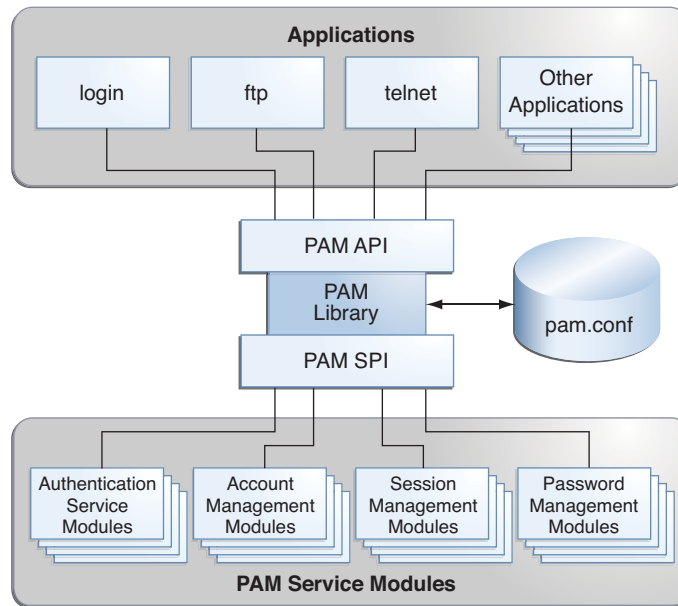 Applications
login
ftp
telnet
Other
Applications
PAM API
PAM
Library
pam.conf
PAM SPI
Authentication
Service
Modules
Account
Management
Modules
Session
Management
Modules
Password
Management
Modules
PAM Service Modules